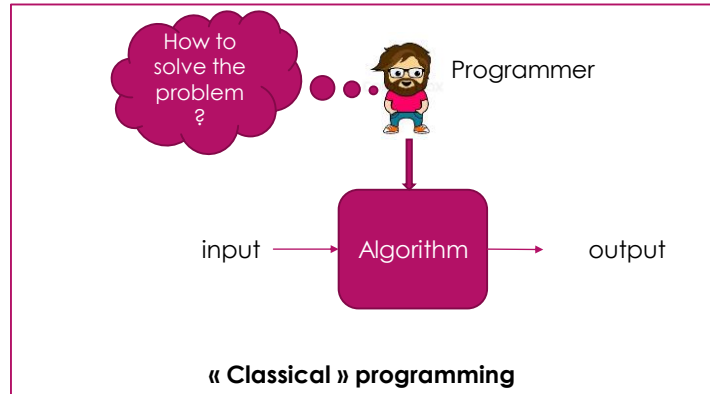 How to
solve the
problem
?
Programmer
input
Algorithm
output
« Classical » programming